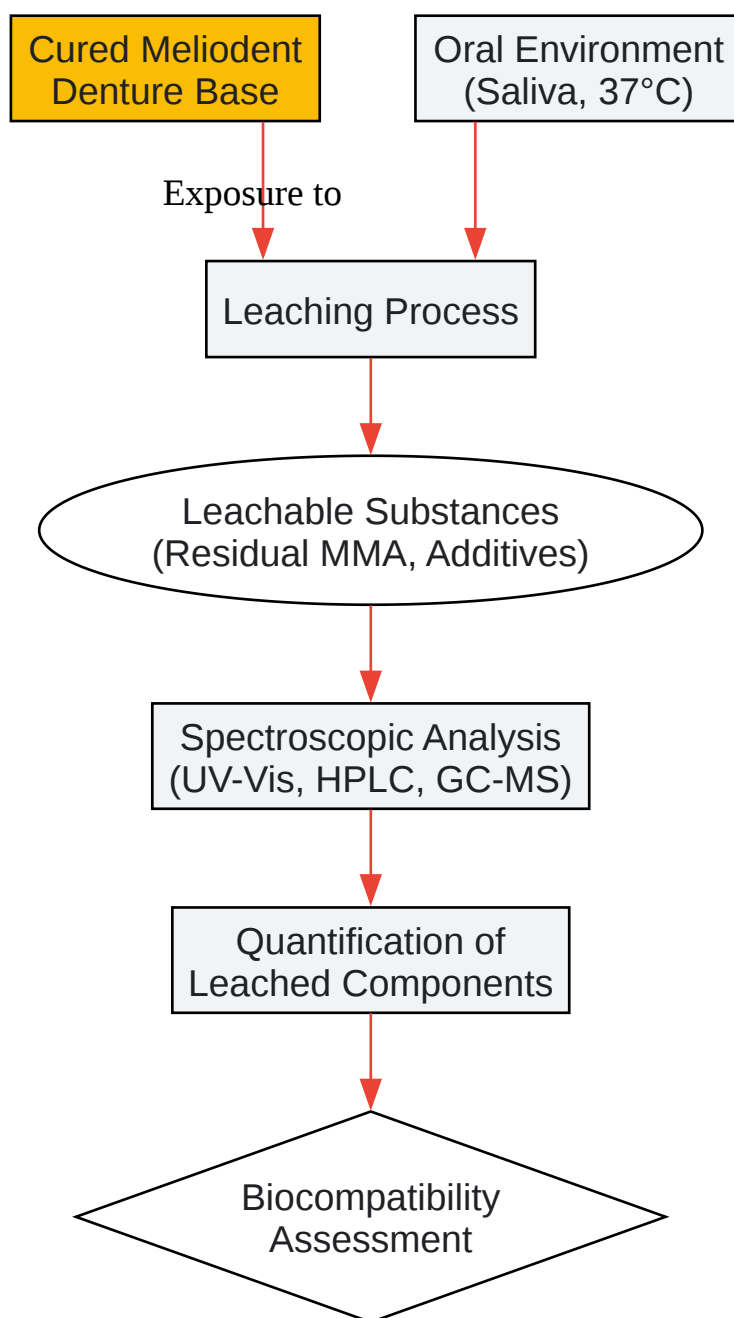 Cured Meliodent
Denture Base
Oral Environment
(Saliva, 37°C)
Exposure to
Leaching Process
Leachable Substances
(Residual MMA, Additives)
Spectroscopic Analysis
(UV-Vis, HPLC, GC-MS)
Quantification of
Leached Components
Biocompatibility
Assessment